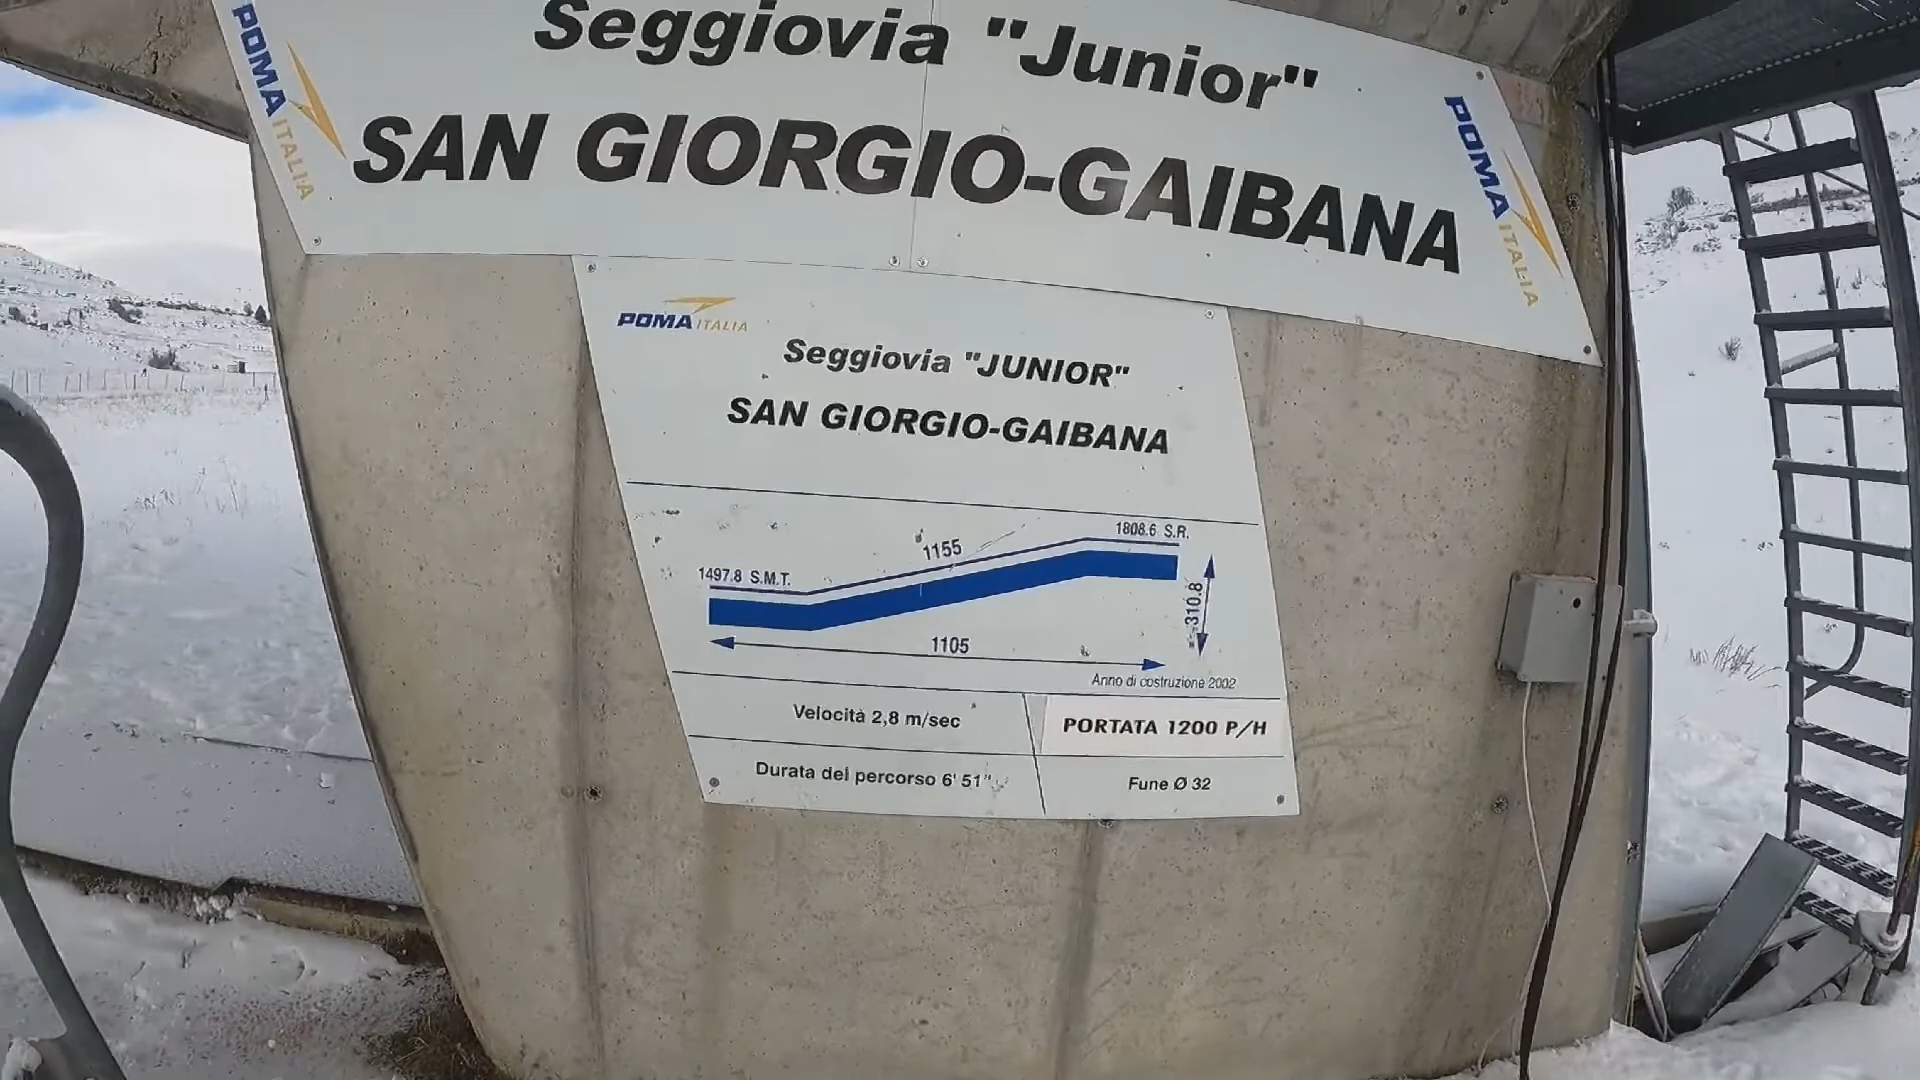 POMA ITALIA
Seggiovia "Junior"
SAN GIORGIO-GAIBANA
POMA ITALIA
POMA ITALIA
Seggiovia "JUNIOR"
SAN GIORGIO-GAIBANA
1808.6 S.R.
1155
1497.8 S.M.T.
310.8
1105
Anno di costruzione 2002
Velocità 2,8 m/sec
PORTATA 1200 P/H
Durata del percorso 6' 51"
Fune Ø 32